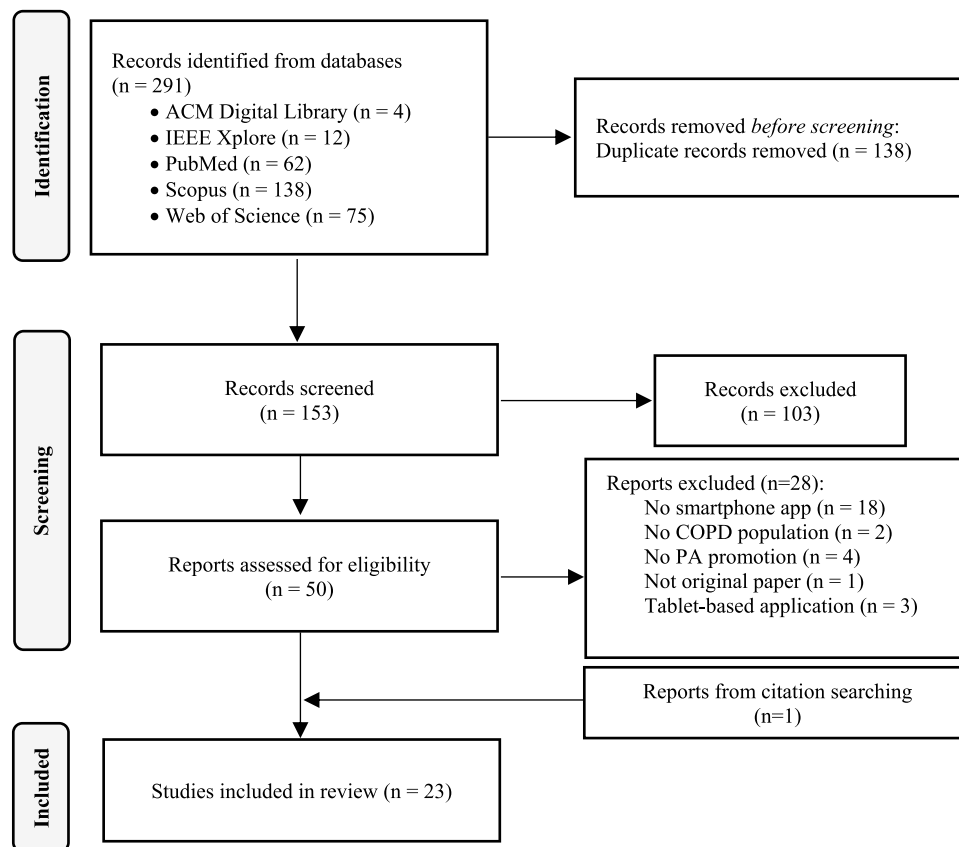 Identification
Records identified from databases
(n = 291)
• ACM Digital Library (n = 4)
• IEEE Xplore (n = 12)
• PubMed (n = 62)
• Scopus (n = 138)
• Web of Science (n = 75)
Records removed before screening:
Duplicate records removed (n = 138)
Screening
Records screened
(n = 153)
Records excluded
(n = 103)
Reports assessed for eligibility
(n = 50)
Reports excluded (n=28):
No smartphone app (n = 18)
No COPD population (n = 2)
No PA promotion (n = 4)
Not original paper (n = 1)
Tablet-based application (n = 3)
Reports from citation searching
(n=1)
Included
Studies included in review (n = 23)